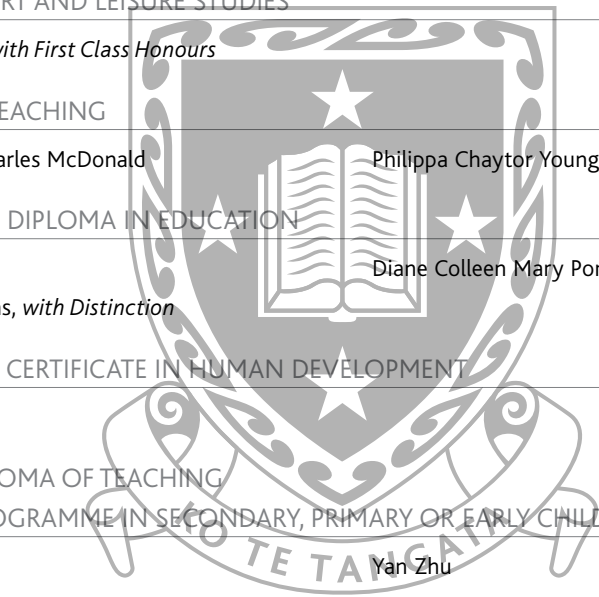 RT AND LEISURE STUDIES
with First Class Honours
EACHING
arles McDonald Philippa Chaytor Young
DIPLOMA IN EDUCATION
Diane Colleen Mary Por
s, with Distinction
CERTIFICATE IN HUMAN DEVELOPMENT
OMA OF TEACHING
OGRAMME IN SECONDARY, PRIMARY OR EARLY CHILD
Yan Zhu
KO TE TANGATA